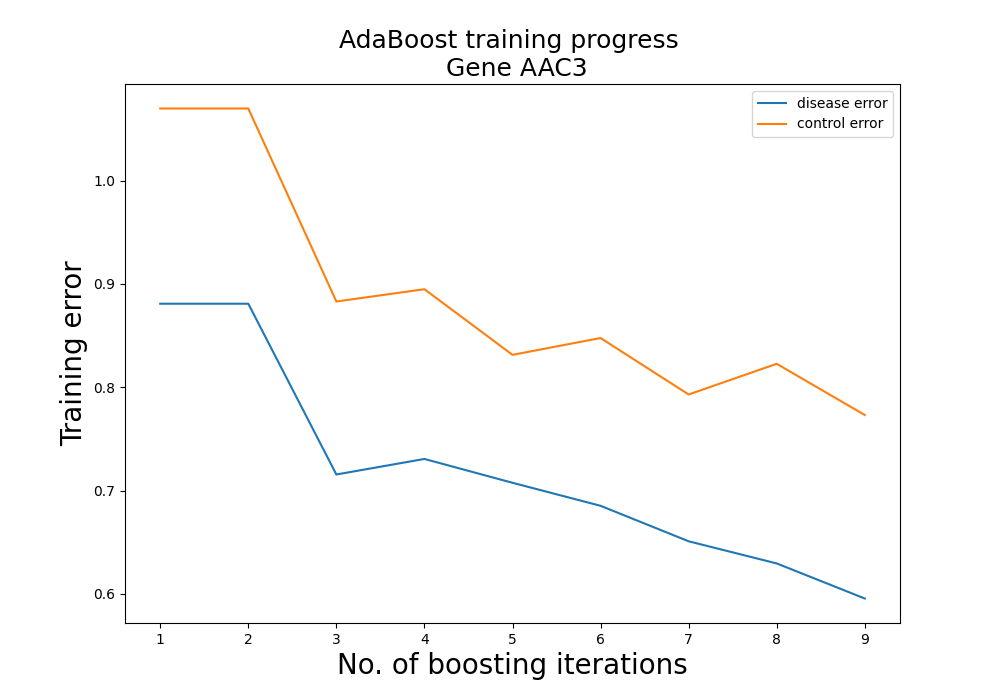 AdaBoost training progress
Gene AAC3
disease error
control error
Training error
1.0
0.9
0.8
0.7
0.6
1 2 3 4 5 6 7 8 9
No. of boosting iterations